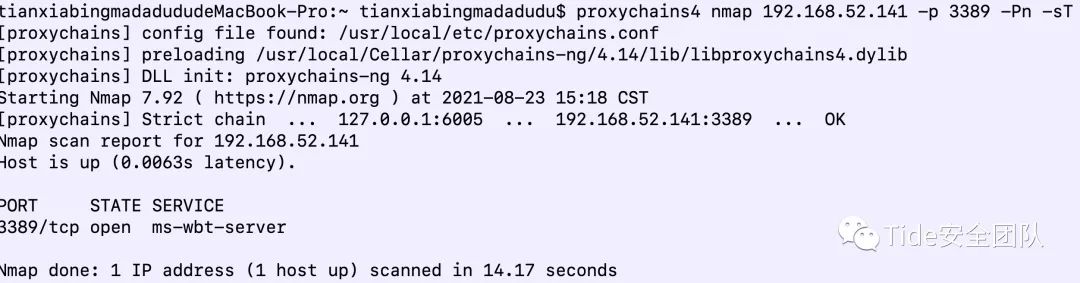 tianxiabingmadadududeMacBook-Pro:~ tianxiabingmadadudu$ proxychains4 nmap 192.168.52.141 -p 3389 -Pn -sT
[proxychains] config file found: /usr/local/etc/proxychains.conf
[proxychains] preloading /usr/local/Cellar/proxychains-ng/4.14/lib/libproxychains4.dylib
[proxychains] DLL init: proxychains-ng 4.14
Starting Nmap 7.92 ( https://nmap.org ) at 2021-08-23 15:18 CST
[proxychains] Strict chain  ...  127.0.0.1:6005  ...  192.168.52.141:3389  ...  OK
Nmap scan report for 192.168.52.141
Host is up (0.0063s latency).
PORT     STATE SERVICE
3389/tcp open  ms-wbt-server
Tide安全团队
Nmap done: 1 IP address (1 host up) scanned in 14.17 seconds